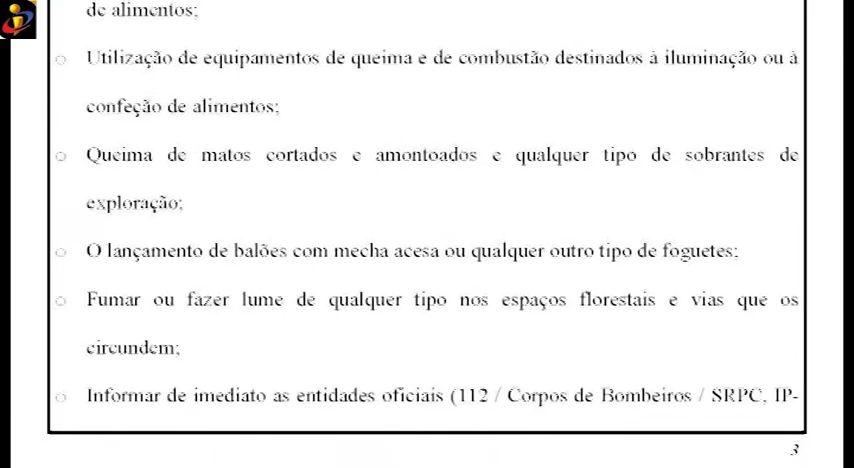 de alimentos;
Utilização de equipamentos de queima e de combustão destinados à iluminação ou à
confeção de alimentos;
Queima de matos cortados e amontoados e qualquer tipo de sobrantes de
exploração;
O lançamento de balões com mecha acesa ou qualquer outro tipo de foguetes;
Fumar ou fazer lume de qualquer tipo nos espaços florestais e vias que os
circundem;
Informar de imediato as entidades oficiais (112 / Corpos de Bombeiros / SRPC, IP-
3